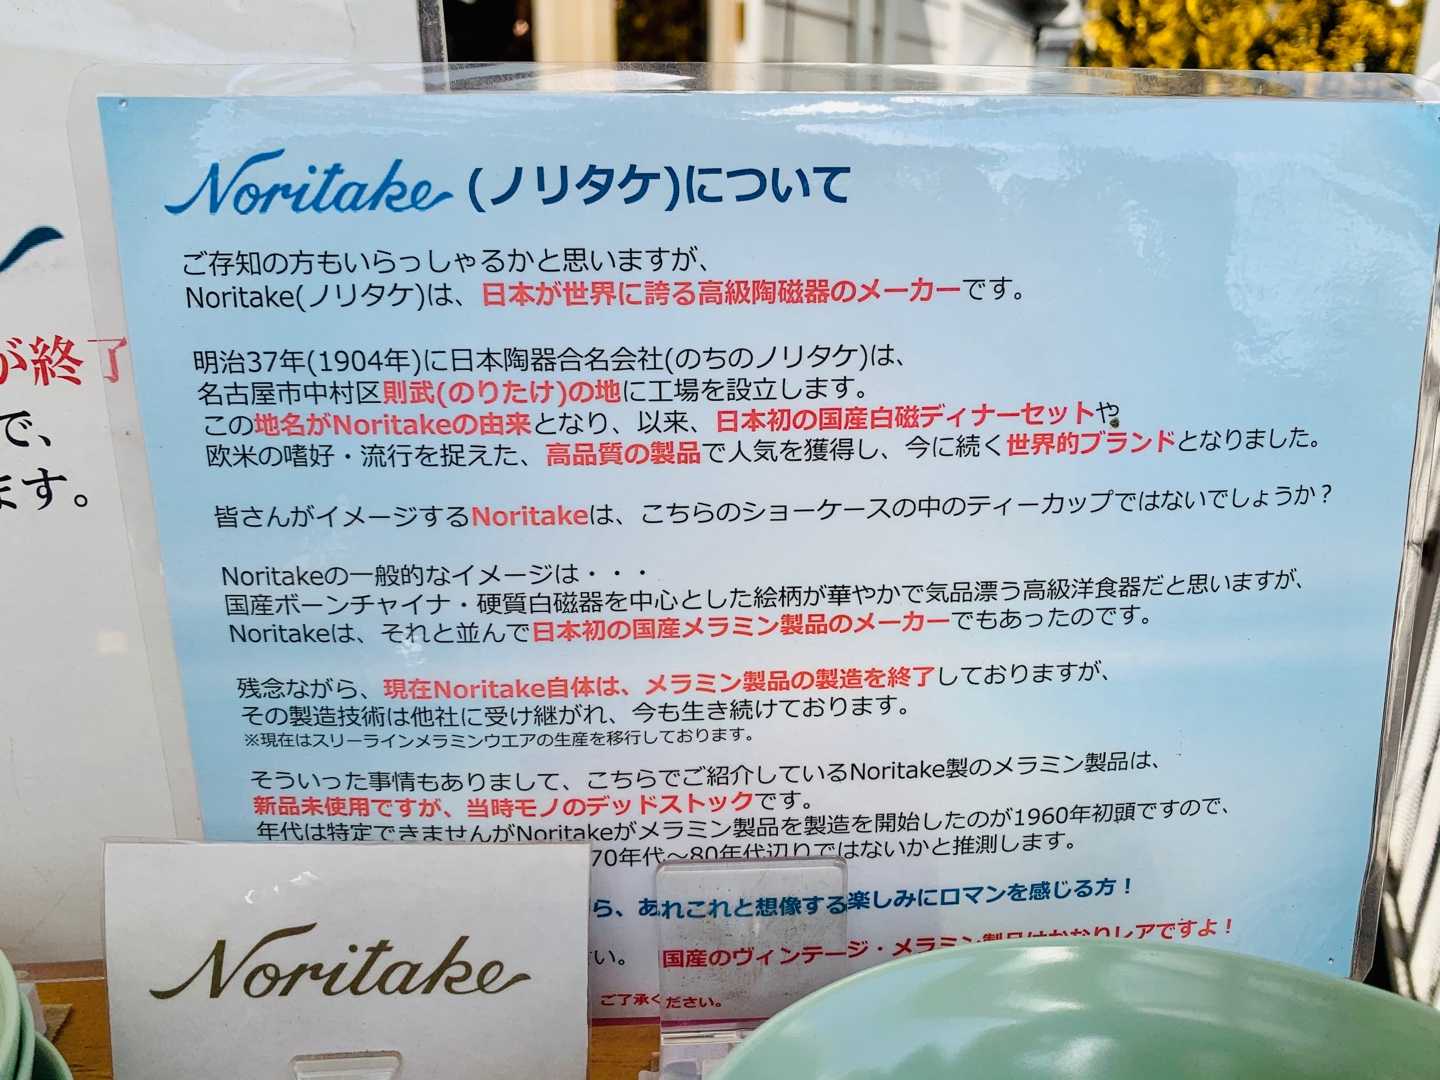 が終了
で、
ます。
Noritake (ノリタケ)について
ご存知の方もいらっしゃるかと思いますが、
Noritake(ノリタケ)は、日本が世界に誇る高級陶磁器のメーカーです。
明治37年(1904年)に日本陶器合名会社(のちのノリタケ)は、
名古屋市中村区則武(のりたけ)の地に工場を設立します。
この地名がNoritakeの由来となり、以来、日本初の国産白磁ディナーセットや
欧米の嗜好・流行を捉えた、高品質の製品で人気を獲得し、今に続く世界的ブランドとなりました。
皆さんがイメージするNoritakeは、こちらのショーケースの中のティーカップではないでしょうか？
Noritakeの一般的なイメージは・・・
国産ボーンチャイナ・硬質白磁器を中心とした絵柄が華やかで気品漂う高級洋食器だと思いますが、
Noritakeは、それと並んで日本初の国産メラミン製品のメーカーでもあったのです。
残念ながら、現在Noritake自体は、メラミン製品の製造を終了しておりますが、
その製造技術は他社に受け継がれ、今も生き続けております。
※現在はスリーラインメラミンウエアの生産を移行しております。
そういった事情もありまして、こちらでご紹介しているNoritake製のメラミン製品は、
新品未使用ですが、当時モノのデッドストックです。
年代は特定できませんがNoritakeがメラミン製品を製造を開始したのが1960年初頭ですので、
70年代～80年代辺りではないかと推測します。
ら、あれこれと想像する楽しみにロマンを感じる方！
い。 国産のヴィンテージ・メラミン製品はかなりレアですよ！
ご了承ください。
Noritake